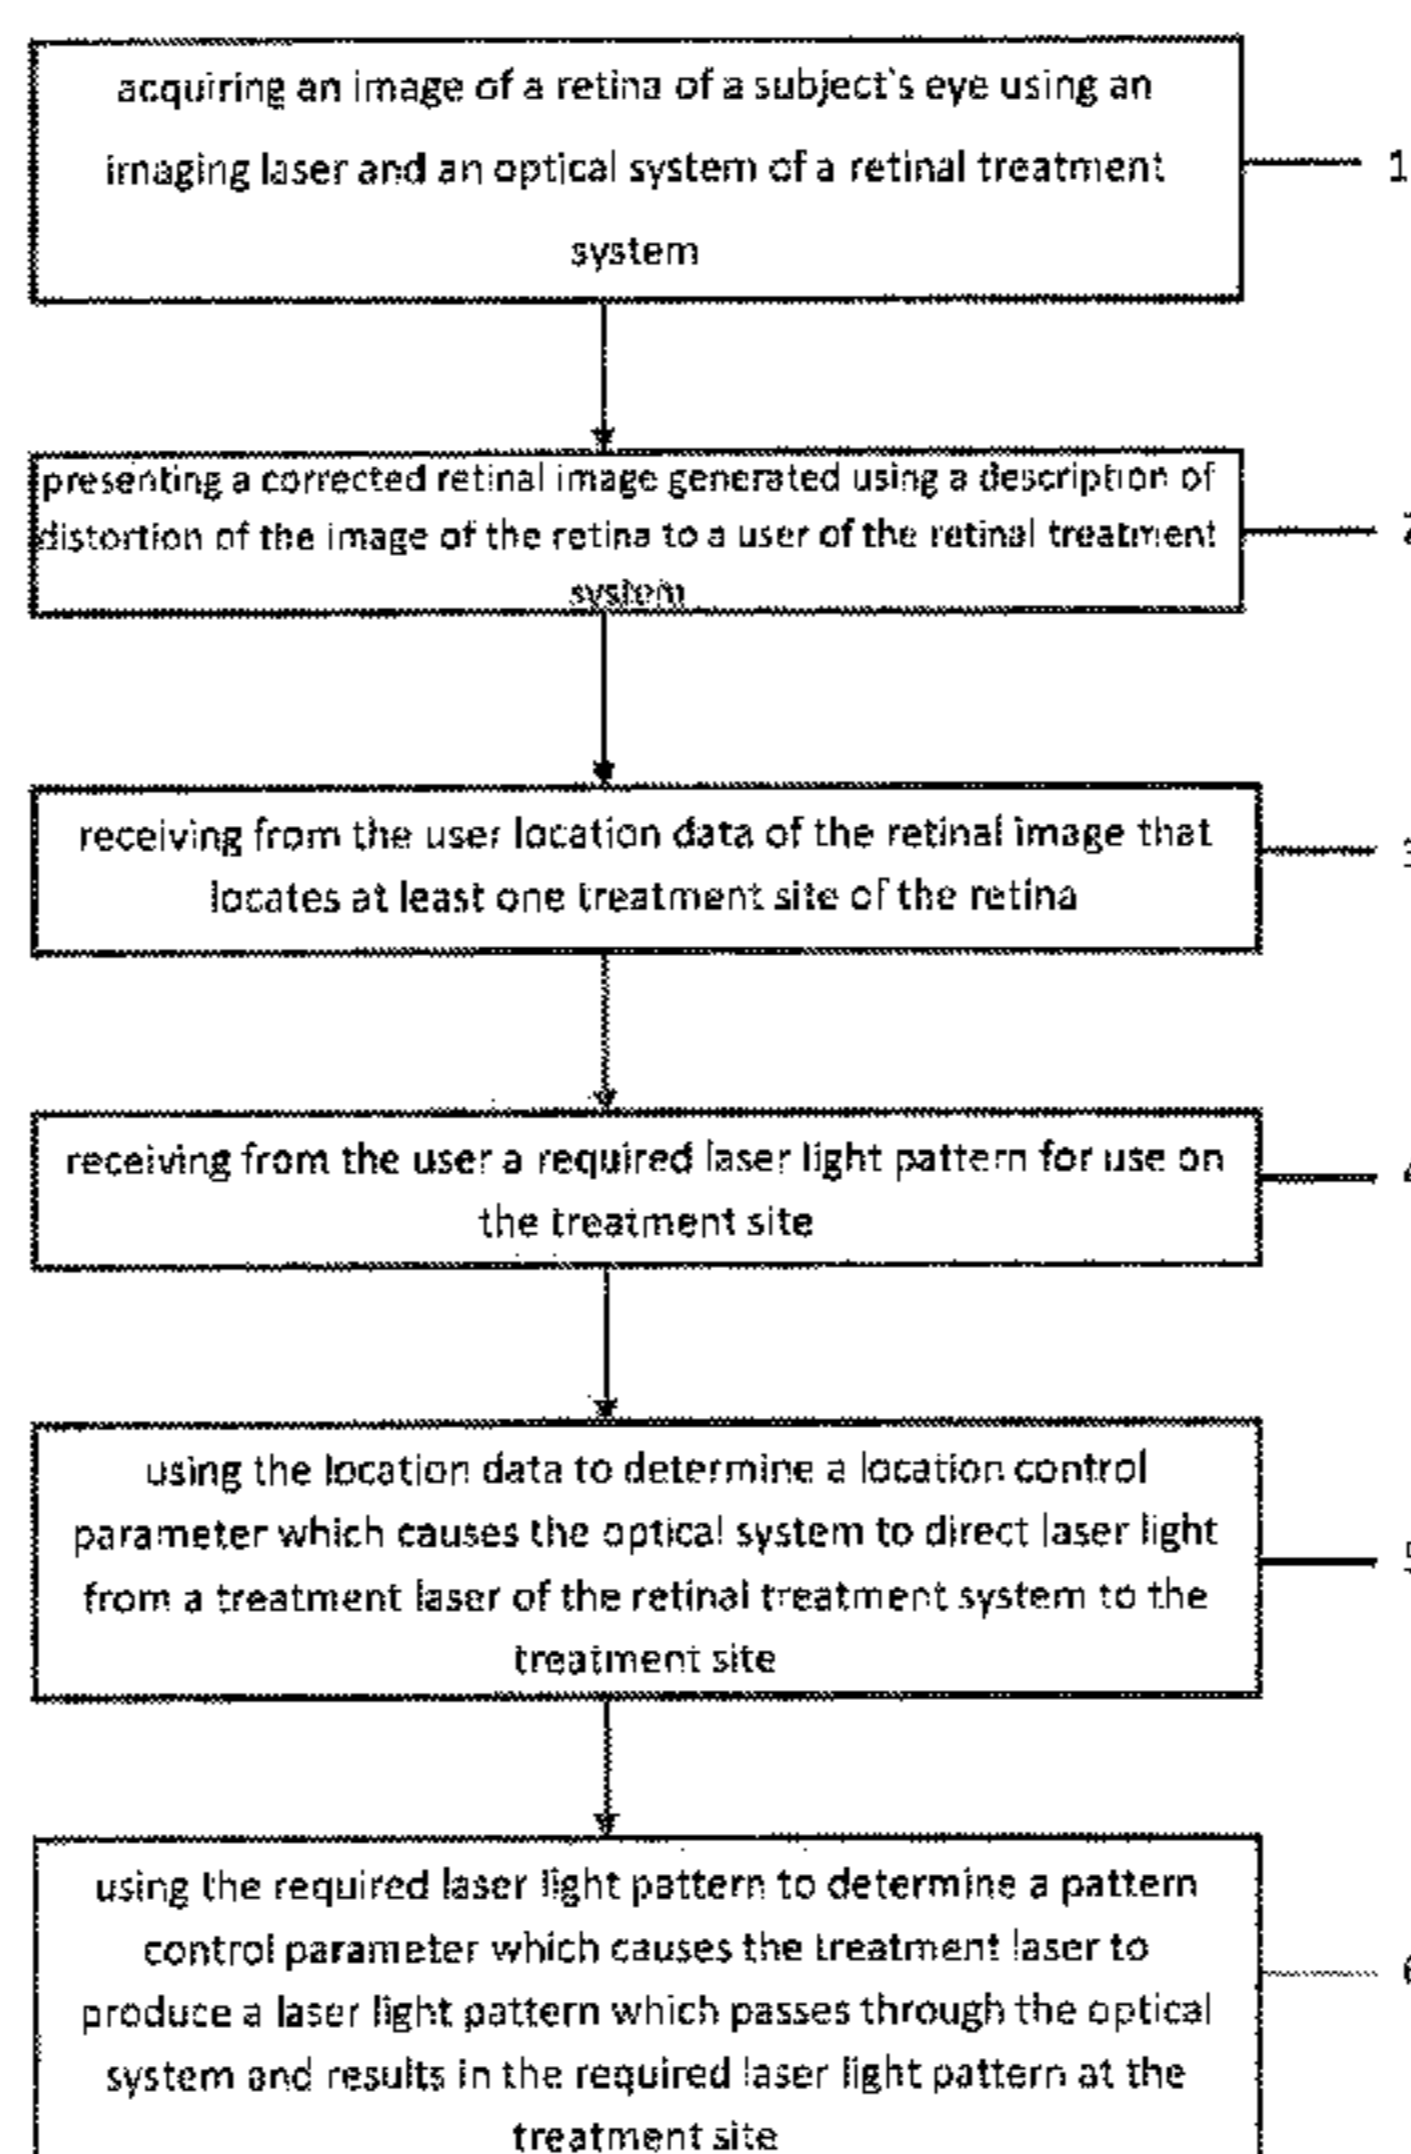 acquiring an image of a retina of a subject's eye using an
imaging laser and an optical system of a retinal treatment
system
1
presenting a corrected retinal image generated using a description of
distortion of the image of the retina to a user of the retinal treatment
system
2
receiving from the user location data of the retinal image that
locates at least one treatment site of the retina
3
receiving from the user a required laser light pattern for use on
the treatment site
4
using the location data to determine a location control
parameter which causes the optical system to direct laser light
from a treatment laser of the retinal treatment system to the
treatment site
5
using the required laser light pattern to determine a pattern
control parameter which causes the treatment laser to
produce a laser light pattern which passes through the optical
system and results in the required laser light pattern at the
treatment site
6